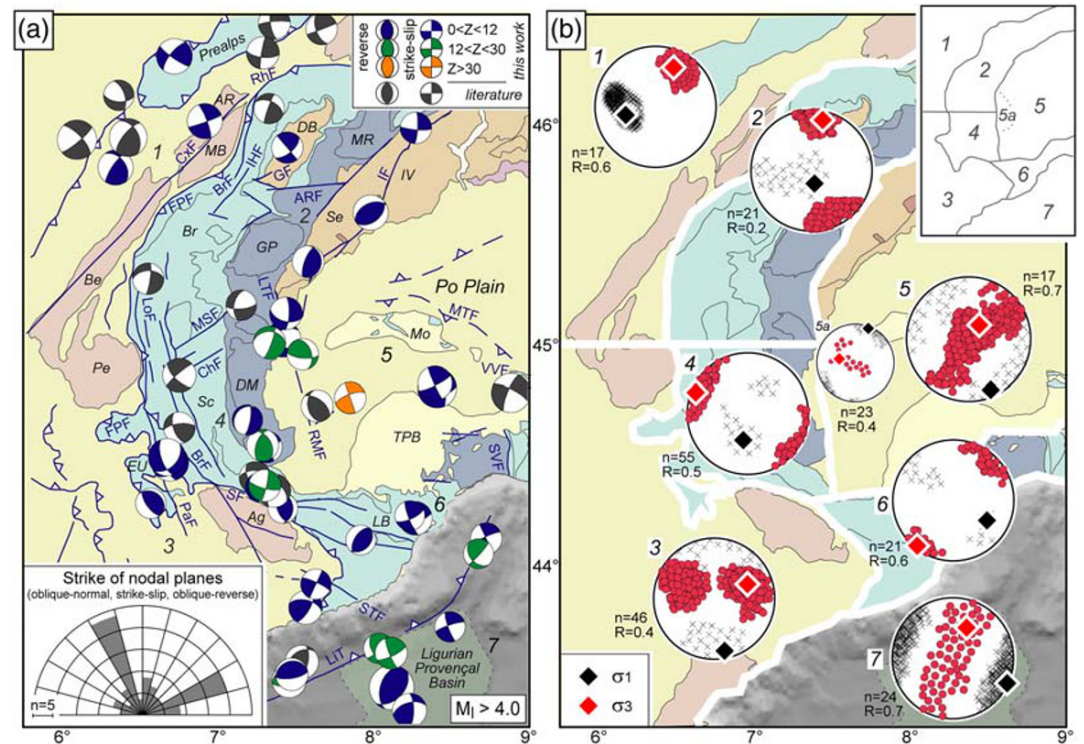 (a)
reverse
strike-slip
0<Z<12
12<Z<30
Z>30
this work
literature
Prealps
RhF
AR
MB
CxF
1
BrF
IHF
DB
GF
MR
FPF
ARF
2
IF
IV
Se
Br
GP
Be
LTF
Po Plain
MTF
Mo
LoF
MSF
5
VVF
Pe
ChF
DM
Sc
4
RMF
TPB
FPF
SVF
EU
BrF
SF
PaF
Ag
6
LB
3
STF
Strike of nodal planes
(oblique-normal, strike-slip, oblique-reverse)
n=5
LiT
Ligurian
Provençal
Basin
7
Ml > 4.0
6°
7°
8°
9°
46°
45°
44°
(b)
1
n=17
R=0.6
2
n=21
R=0.2
1
2
5
5a
4
6
3
7
5
n=17
R=0.7
5a
n=23
R=0.4
4
n=55
R=0.5
6
n=21
R=0.6
3
n=46
R=0.4
7
n=24
R=0.7
σ1
σ3
6°
7°
8°
9°